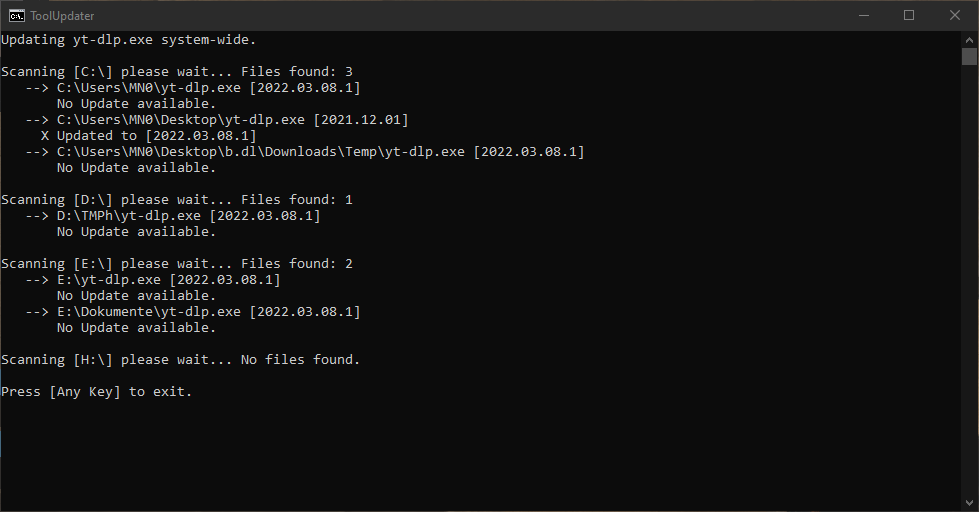 C:\.
ToolUpdater
Updating yt-dlp.exe system-wide.
Scanning [C:\] please wait... Files found: 3
--> C:\Users\MN0\yt-dlp.exe [2022.03.08.1]
No Update available.
--> C:\Users\MN0\Desktop\yt-dlp.exe [2021.12.01]
X Updated to [2022.03.08.1]
--> C:\Users\MN0\Desktop\b.dl\Downloads\Temp\yt-dlp.exe [2022.03.08.1]
No Update available.
Scanning [D:\] please wait... Files found: 1
--> D:\TMPh\yt-dlp.exe [2022.03.08.1]
No Update available.
Scanning [E:\] please wait... Files found: 2
--> E:\yt-dlp.exe [2022.03.08.1]
No Update available.
--> E:\Dokumente\yt-dlp.exe [2022.03.08.1]
No Update available.
Scanning [H:\] please wait... No files found.
Press [Any Key] to exit.